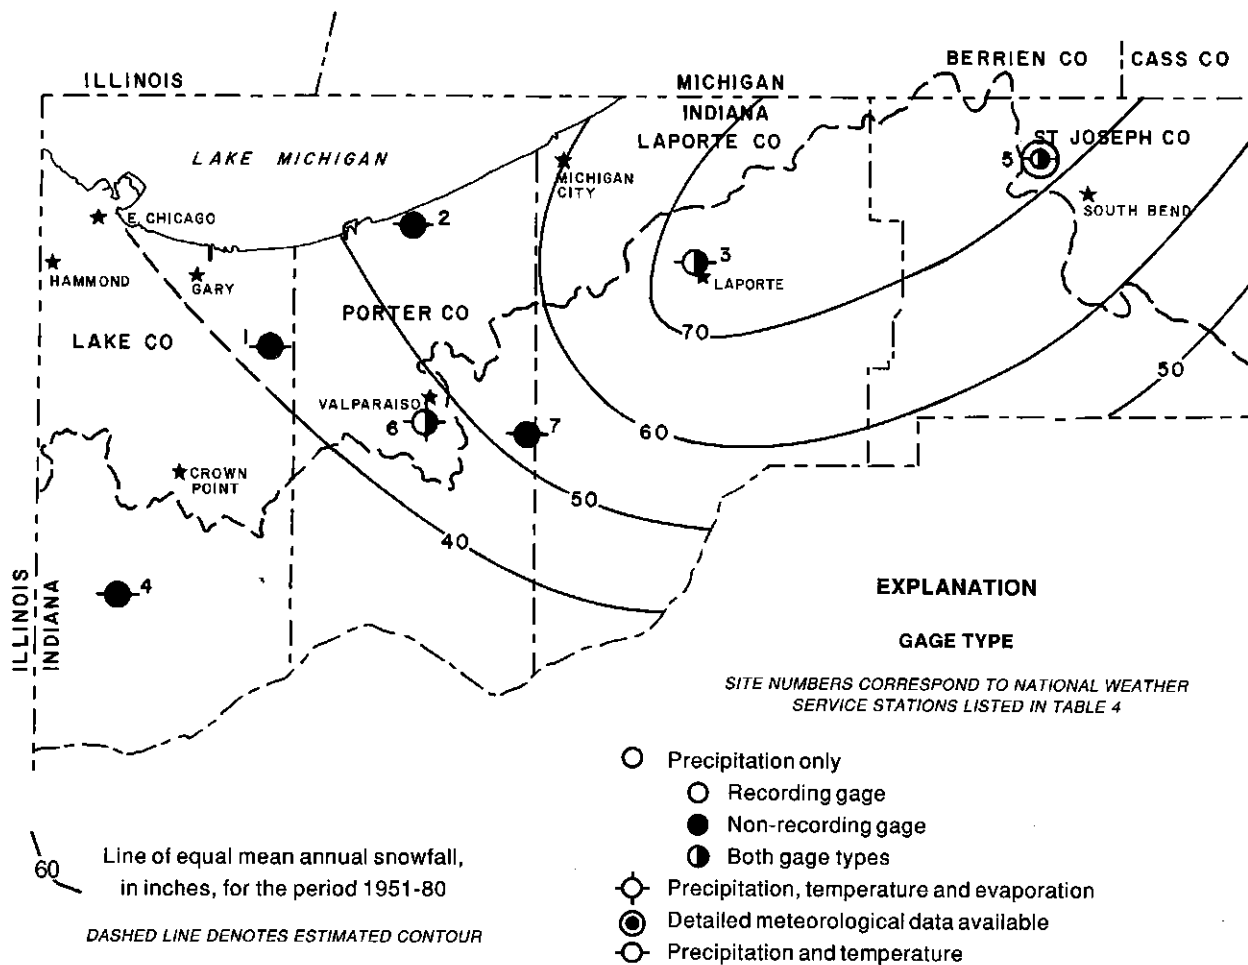 BERRIEN CO
CASS CO
ILLINOIS
MICHIGAN
INDIANA
LAPORTE CO
ST JOSEPH CO
LAKE MICHIGAN
5
MICHIGAN
CITY
SOUTH BEND
E. CHICAGO
2
3
HAMMOND
GARY
LAPORTE
PORTER CO
LAKE CO
1
70
50
VALPARAISO
6
7
60
CROWN
POINT
50
40
4
ILLINOIS
INDIANA
EXPLANATION
GAGE TYPE
SITE NUMBERS CORRESPOND TO NATIONAL WEATHER
SERVICE STATIONS LISTED IN TABLE 4
Precipitation only
Recording gage
Non-recording gage
Both gage types
Precipitation, temperature and evaporation
Detailed meteorological data available
Precipitation and temperature
60
Line of equal mean annual snowfall,
in inches, for the period 1951-80
DASHED LINE DENOTES ESTIMATED CONTOUR